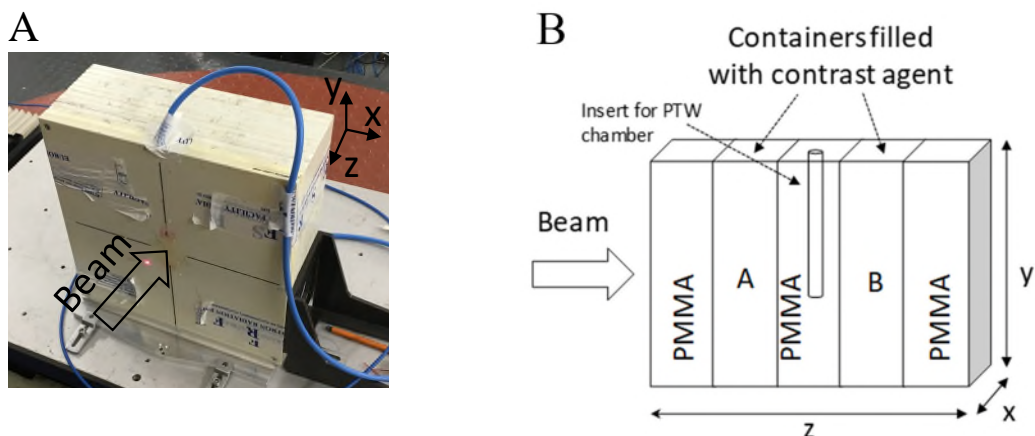 A
y
x
z
Beam
B
Containers filled
with contrast agent
Insert for PTW
chamber
Beam
PMMA
A
PMMA
B
PMMA
y
x
z